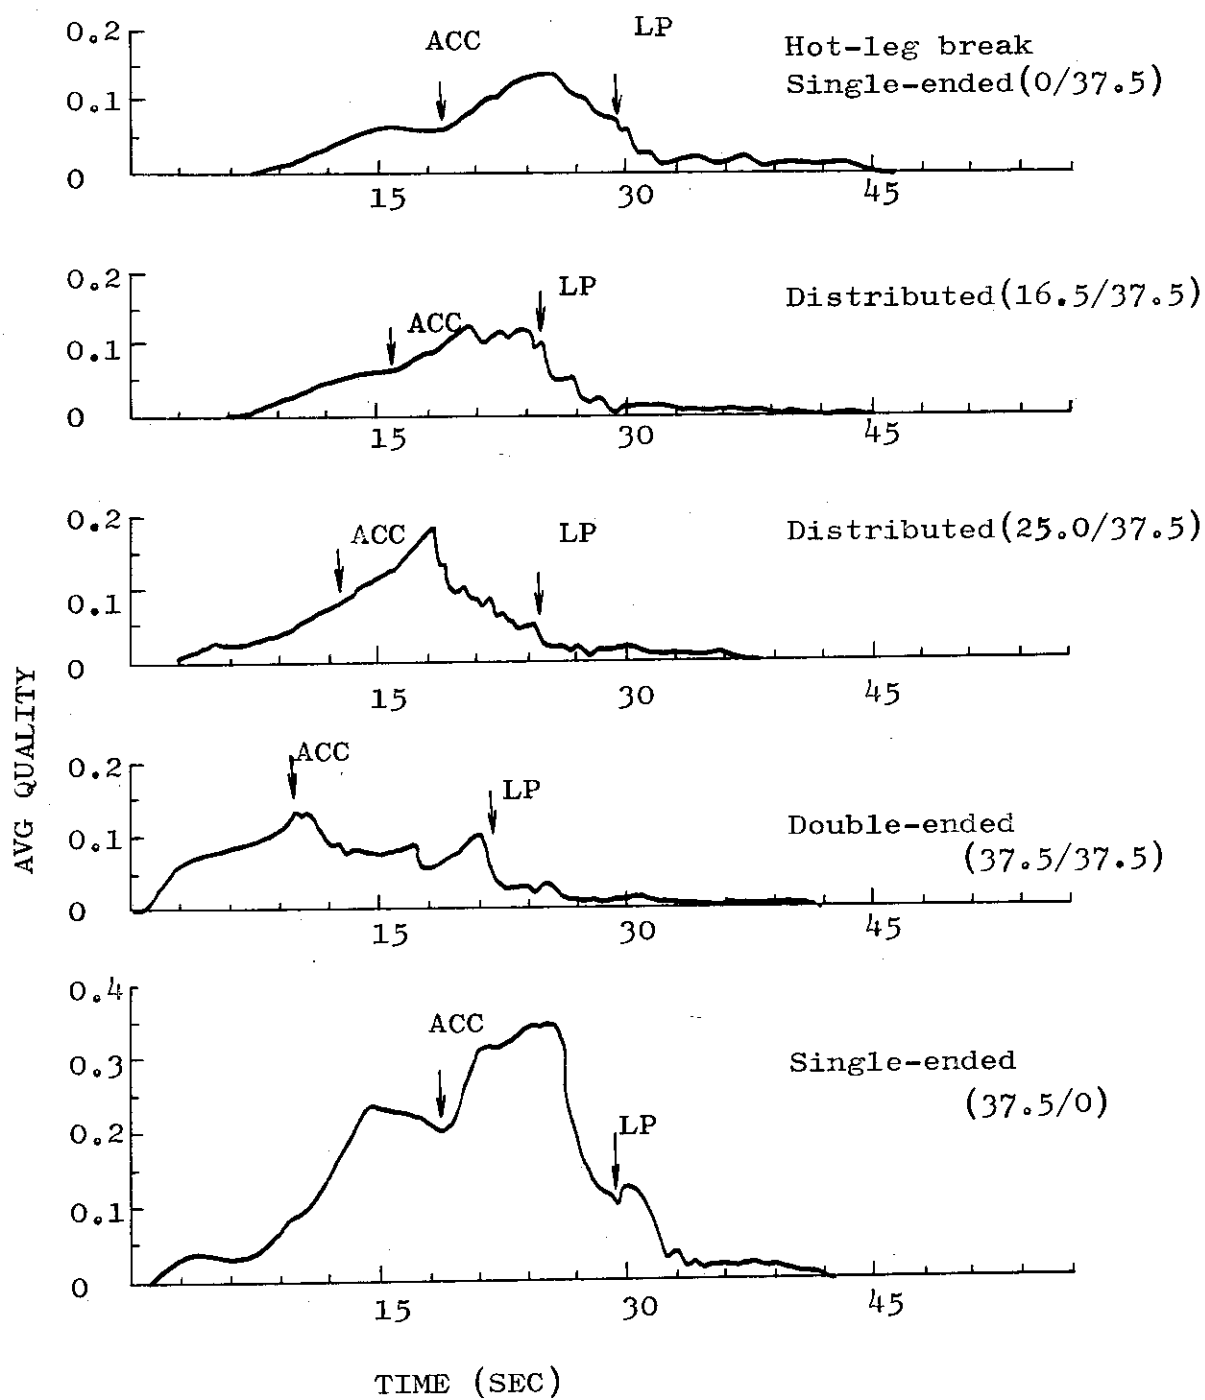 0.2
ACC
LP
Hot-leg break
Single-ended(0/37.5)
0.1
0
15
30
45
0.2
ACC
LP
Distributed(16.5/37.5)
0.1
0
15
30
45
0.2
ACC
LP
Distributed(25.0/37.5)
0.1
0
15
30
45
AVG QUALITY
0.2
ACC
LP
Double-ended
(37.5/37.5)
0.1
0
15
30
45
0.4
ACC
0.3
Single-ended
(37.5/0)
0.2
LP
0.1
0
15
30
45
TIME (SEC)